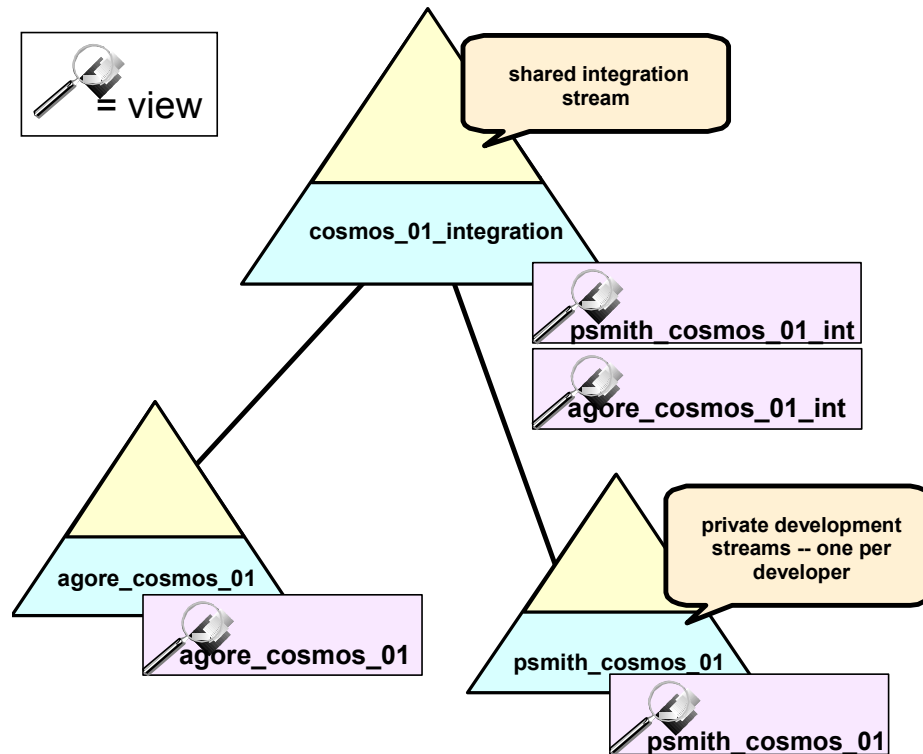 = view
shared integration
stream
cosmos_01_integration
psmith_cosmos_01_int
agore_cosmos_01_int
private development
streams -- one per
developer
agore_cosmos_01
agore_cosmos_01
psmith_cosmos_01
psmith_cosmos_01